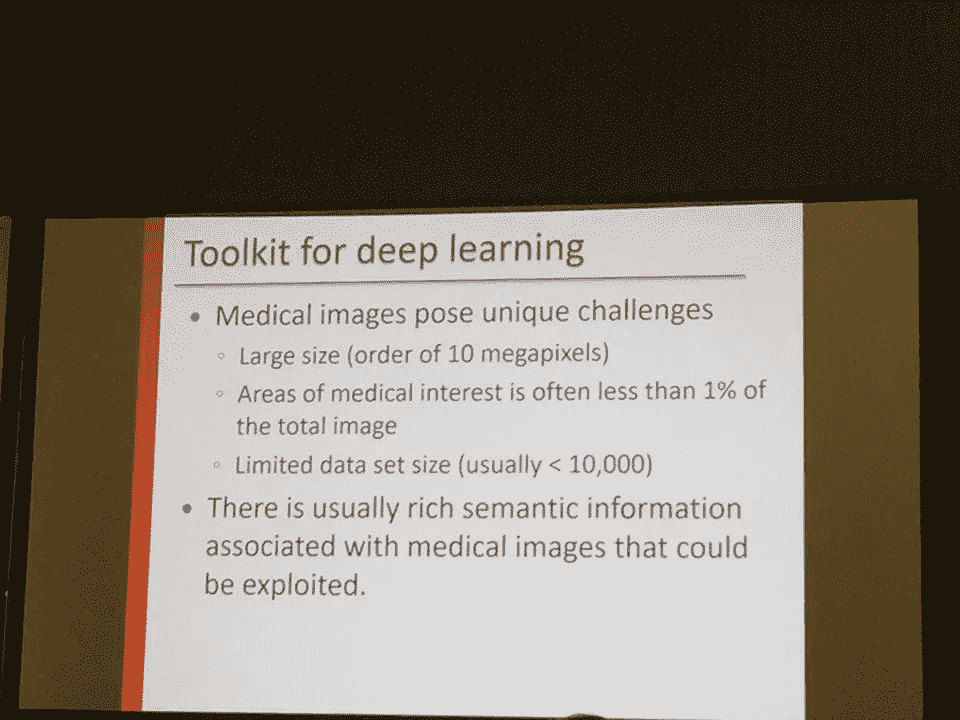 Toolkit for deep learning
• Medical images pose unique challenges
◦ Large size (order of 10 megapixels)
◦ Areas of medical interest is often less than 1% of
the total image
◦ Limited data set size (usually < 10,000)
• There is usually rich semantic information
associated with medical images that could
be exploited.